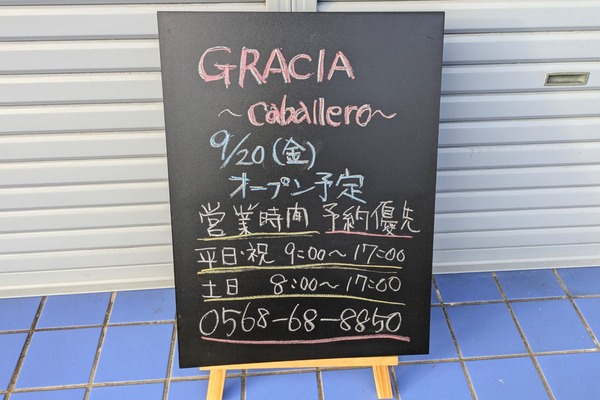 GRACIA
~caballero~
9/20(金)
オープン予定
営業時間 予約優先
平日・祝 9:00~17:00
土日 8:00~17:00
0568-68-8850